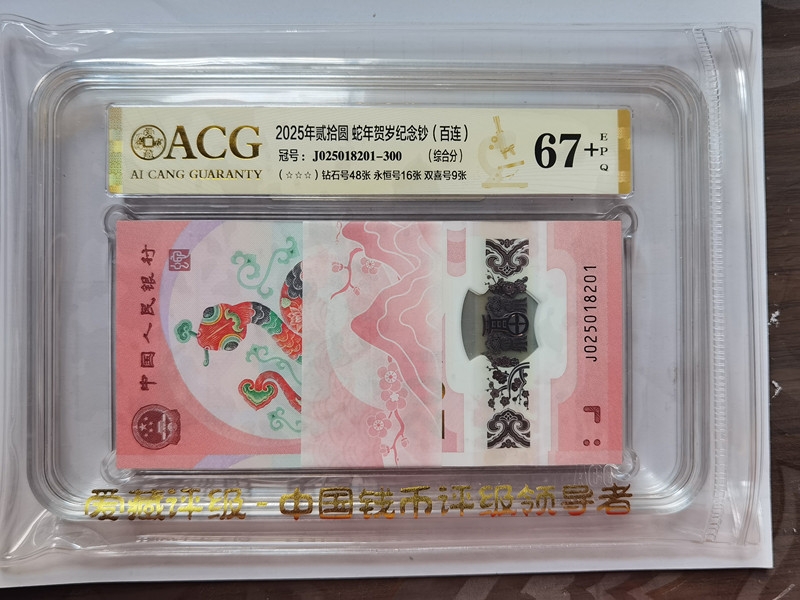 ACG
AI CANG GUARANTY
2025年贰拾圆 蛇年贺岁纪念钞（百连）
冠号：J025018201-300 （综合分）
（☆☆☆）钻石号48张 永恒号16张 双喜号9张
67+
EPQ
中国人民银行
J025018201
爱藏评级-中国钱币评级领导者